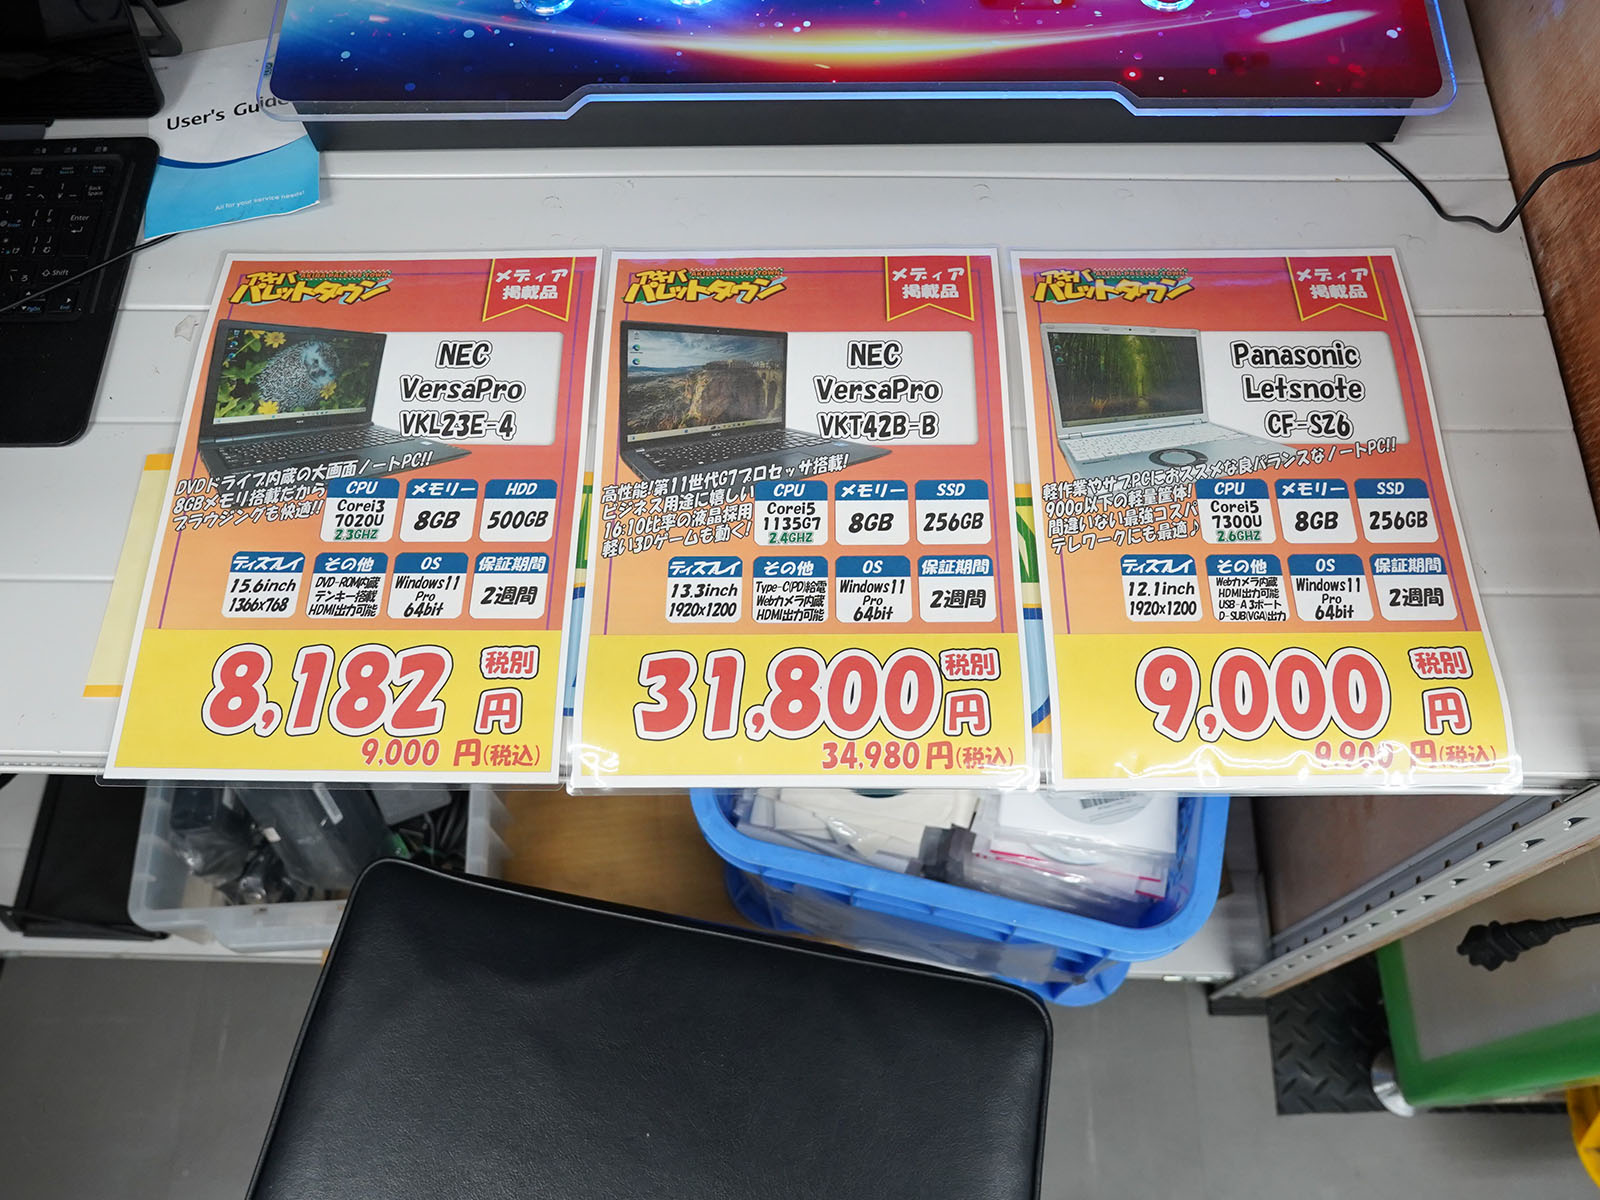 User's Guide
All for your service needs!
Back Space
Enter
Shift
アキバ
パレットタウン
メディア
掲載品
NEC
VersaPro
VKL23E-4
DVDドライブ内蔵の大画面ノートPC!!
8GBメモリ搭載だから
ブラウジングも快適!!
CPU
Corei3
7020U
2.3GHZ
メモリー
8GB
HDD
500GB
ディスプレイ
15.6inch
1366x768
その他
DVD-ROM内蔵
テンキー搭載
HDMI出力可能
OS
Windows11
Pro
64bit
保証期間
2週間
8,182
税別
円
9,000 円(税込)
アキバ
パレットタウン
メディア
掲載品
NEC
VersaPro
VKT42B-B
高性能!第11世代G7プロセッサ搭載!
ビジネス用途に嬉しい
16:10比率の液晶採用
軽い3Dゲームも動く!
CPU
Corei5
1135G7
2.4GHZ
メモリー
8GB
SSD
256GB
ディスプレイ
13.3inch
1920x1200
その他
Type-C(PD)給電
Webカメラ内蔵
HDMI出力可能
OS
Windows11
Pro
64bit
保証期間
2週間
31,800
税別
円
34,980円(税込)
アキバ
パレットタウン
メディア
掲載品
Panasonic
Letsnote
CF-SZ6
軽作業やサブPCにおススメな良バランスなノートPC!!
900g以下の軽量筐体!
間違いない最強コスパ
テレワークにも最適♪
CPU
Corei5
7300U
2.6GHZ
メモリー
8GB
SSD
256GB
ディスプレイ
12.1inch
1920x1200
その他
Webカメラ内蔵
HDMI出力可能
USB-A 3ポート
D-SUB(VGA)出力
OS
Windows11
Pro
64bit
保証期間
2週間
9,000
税別
円
9,900 円(税込)